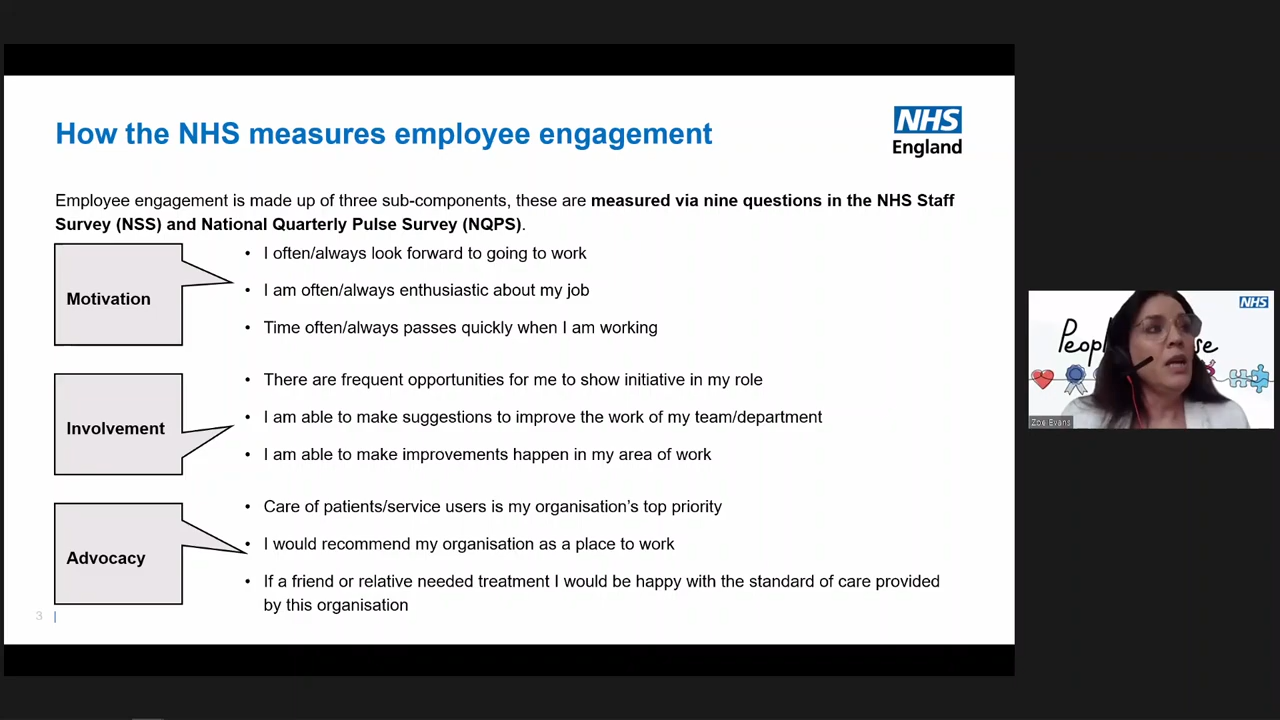 How the NHS measures employee engagement
NHS
England
Employee engagement is made up of three sub-components, these are measured via nine questions in the NHS Staff
Survey (NSS) and National Quarterly Pulse Survey (NQPS).
Motivation
• I often/always look forward to going to work
• I am often/always enthusiastic about my job
• Time often/always passes quickly when I am working
Involvement
• There are frequent opportunities for me to show initiative in my role
• I am able to make suggestions to improve the work of my team/department
• I am able to make improvements happen in my area of work
Advocacy
• Care of patients/service users is my organisation’s top priority
• I would recommend my organisation as a place to work
• If a friend or relative needed treatment I would be happy with the standard of care provided
by this organisation
3
NHS
Zoe Evans